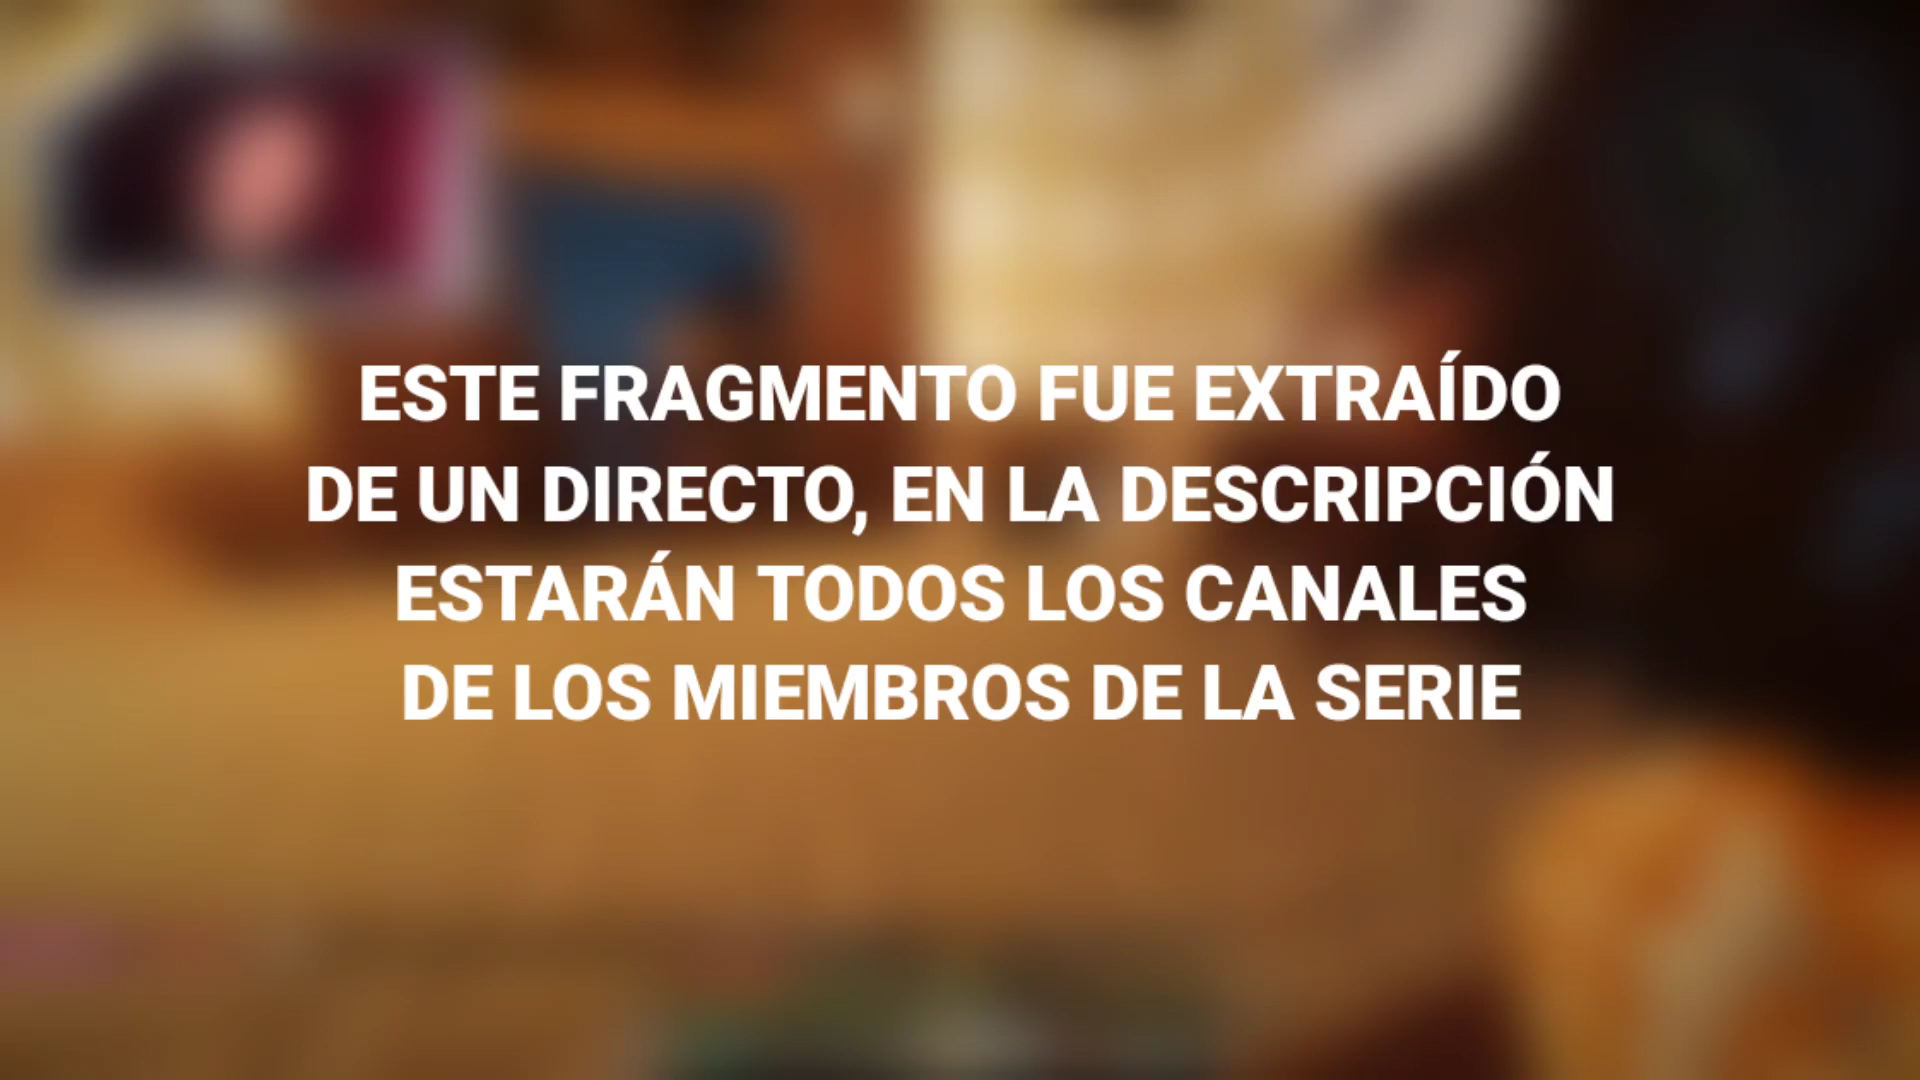 ESTE FRAGMENTO FUE EXTRAÍDO
DE UN DIRECTO, EN LA DESCRIPCIÓN
ESTARÁN TODOS LOS CANALES
DE LOS MIEMBROS DE LA SERIE